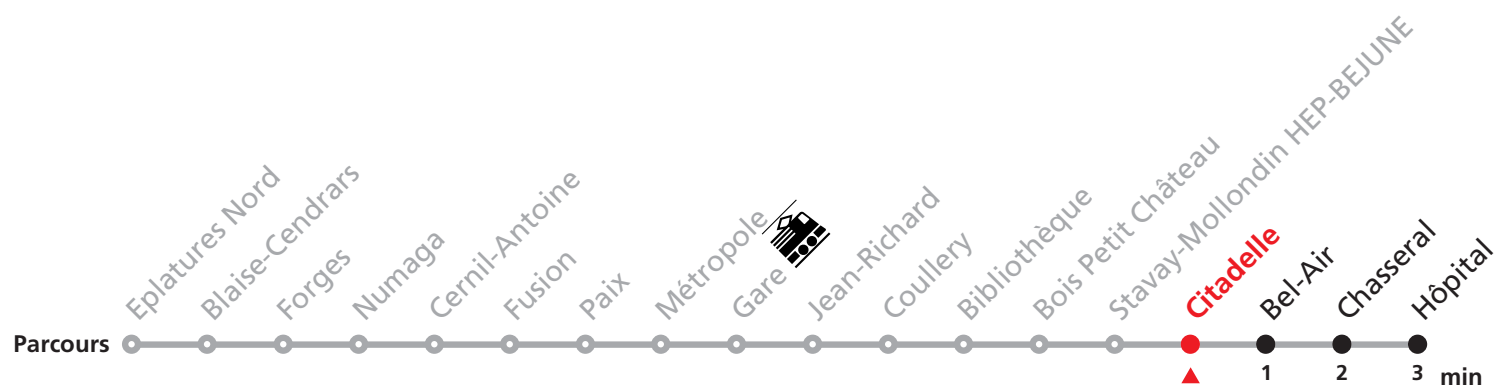 Eplatures Nord
Blaise-Cendrars
Forges
Numaga
Cernil-Antoine
Fusion
Paix
Métropole
Gare
Jean-Richard
Coullery
Bibliothèque
Bois Petit Château
Stavay-Mollondin HEP-BEJUNE
Citadelle
Bel-Air
Chasseral
Hôpital
Parcours
1 2 3 min